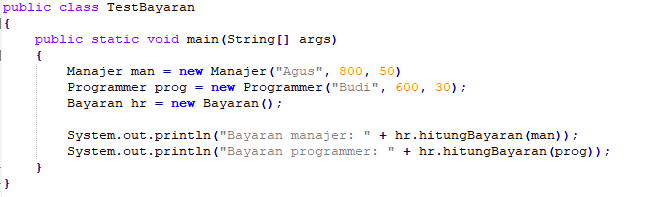 public class TestBayaran
{
public static void main(String[] args)
{
Manajer man = new Manajer("Agus", 800, 50)
Programmer prog = new Programmer("Budi", 600, 30);
Bayaran hr = new Bayaran();
System.out.println("Bayaran manajer: " + hr.hitungBayaran(man));
System.out.println("Bayaran programmer: " + hr.hitungBayaran(prog));
}
}